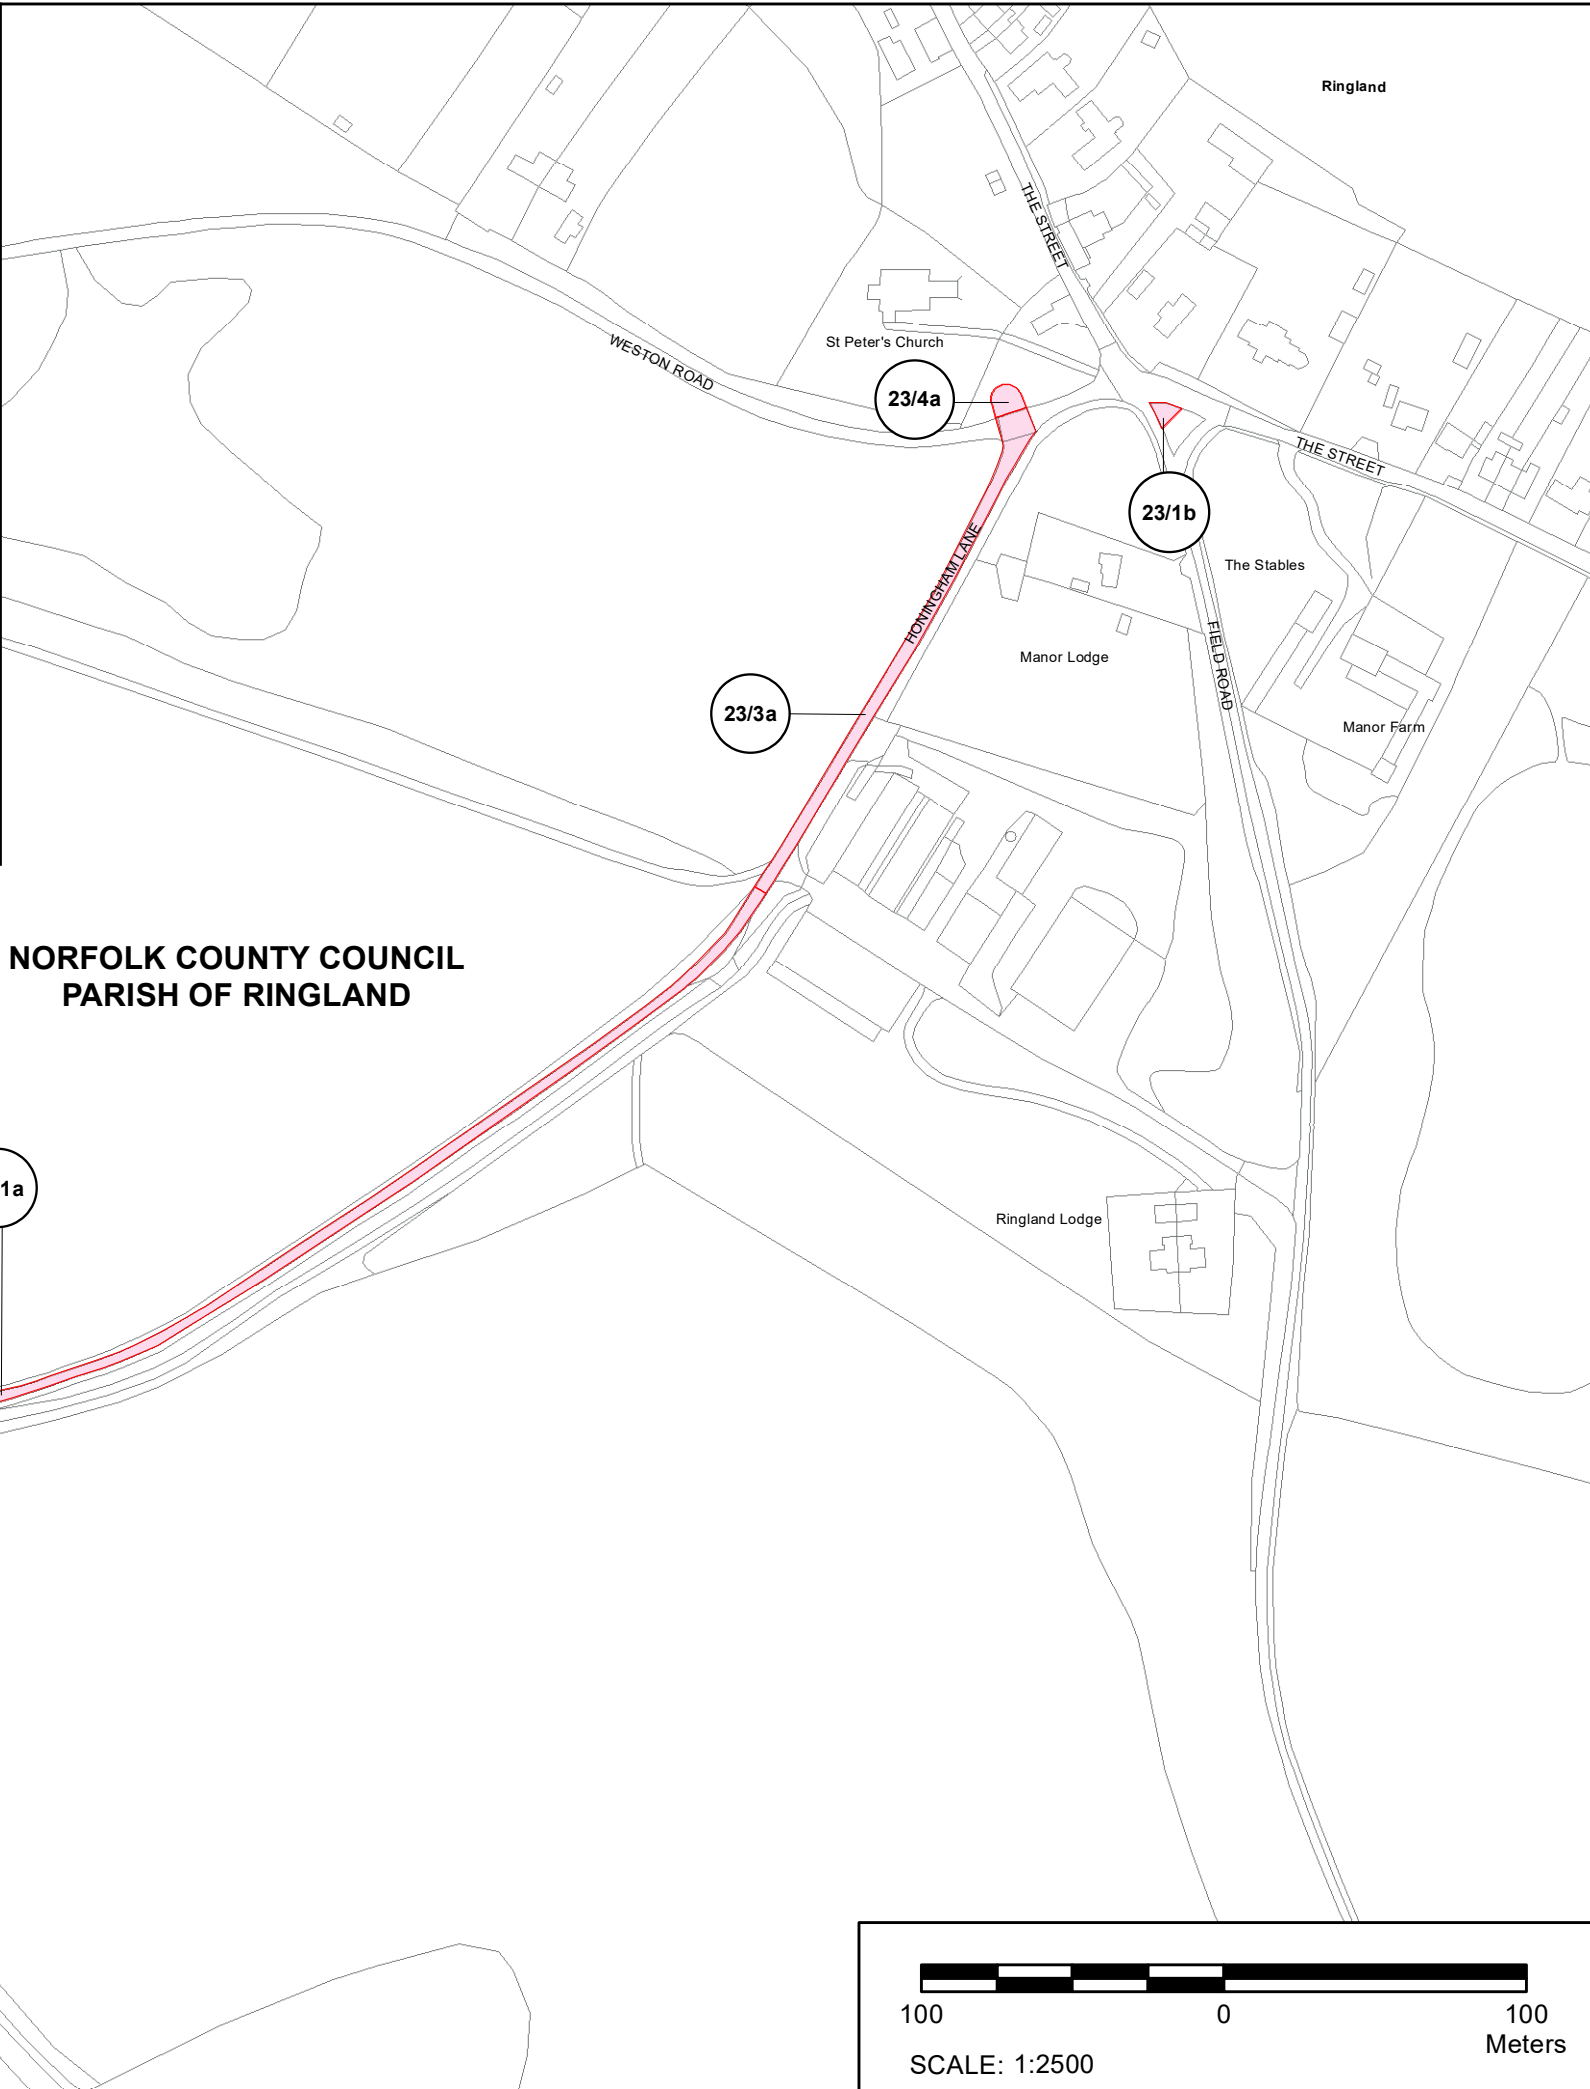 Ringland
THE STREET
St Peter's Church
WESTON ROAD
23/4a
THE STREET
23/1b
HONINGHAM LANE
The Stables
FIELD ROAD
Manor Lodge
23/3a
Manor Farm
NORFOLK COUNTY COUNCIL
PARISH OF RINGLAND
1a
Ringland Lodge
100 0 100
Meters
SCALE: 1:2500